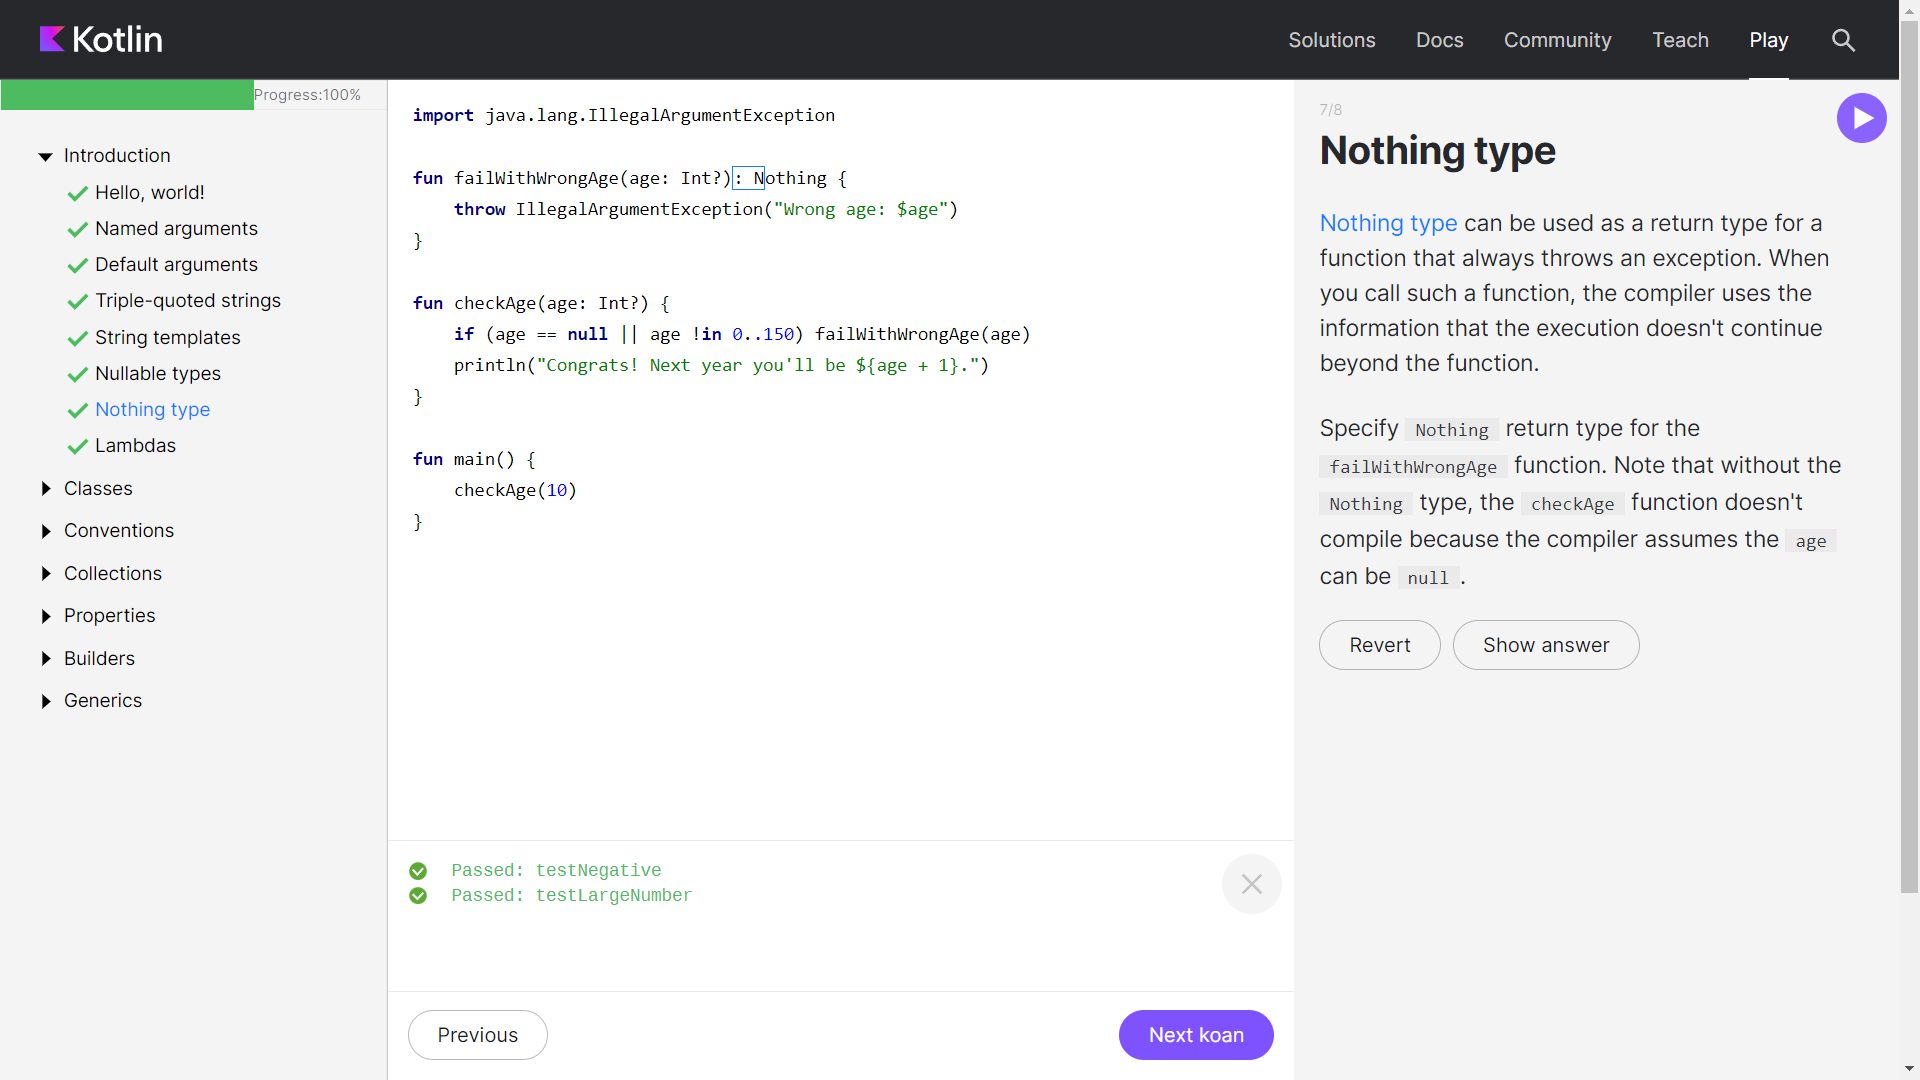 Kotlin
Solutions
Docs
Community
Teach
Play
Progress:100%
Introduction
Hello, world!
Named arguments
Default arguments
Triple-quoted strings
String templates
Nullable types
Nothing type
Lambdas
Classes
Conventions
Collections
Properties
Builders
Generics
import java.lang.IllegalArgumentException
fun failWithWrongAge(age: Int?): Nothing {
    throw IllegalArgumentException("Wrong age: $age")
}
fun checkAge(age: Int?) {
    if (age == null || age !in 0..150) failWithWrongAge(age)
    println("Congrats! Next year you'll be ${age + 1}.")
}
fun main() {
    checkAge(10)
}
Passed: testNegative
Passed: testLargeNumber
Previous
Next koan
7/8
Nothing type
Nothing type can be used as a return type for a
function that always throws an exception. When
you call such a function, the compiler uses the
information that the execution doesn't continue
beyond the function.
Specify Nothing return type for the
failWithWrongAge function. Note that without the
Nothing type, the checkAge function doesn't
compile because the compiler assumes the age
can be null.
Revert
Show answer